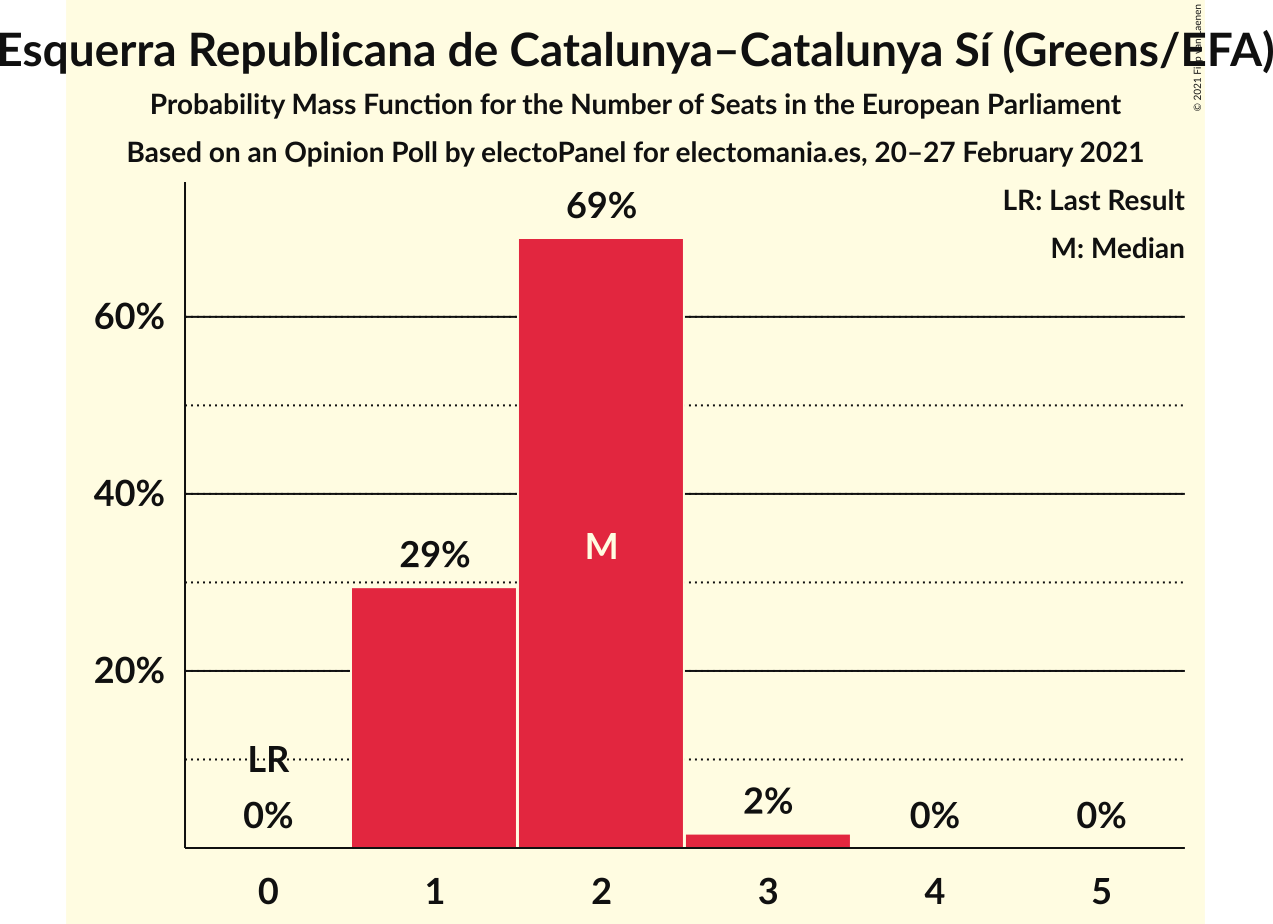 Esquerra Republicana de Catalunya–Catalunya Sí (Greens/EFA)
Probability Mass Function for the Number of Seats in the European Parliament
Based on an Opinion Poll by electoPanel for electomania.es, 20–27 February 2021
© 2021
LR: Last Result
M: Median
69%
60%
40%
M
29%
20%
LR
0%
2%
0%
0%
0
1
2
3
4
5